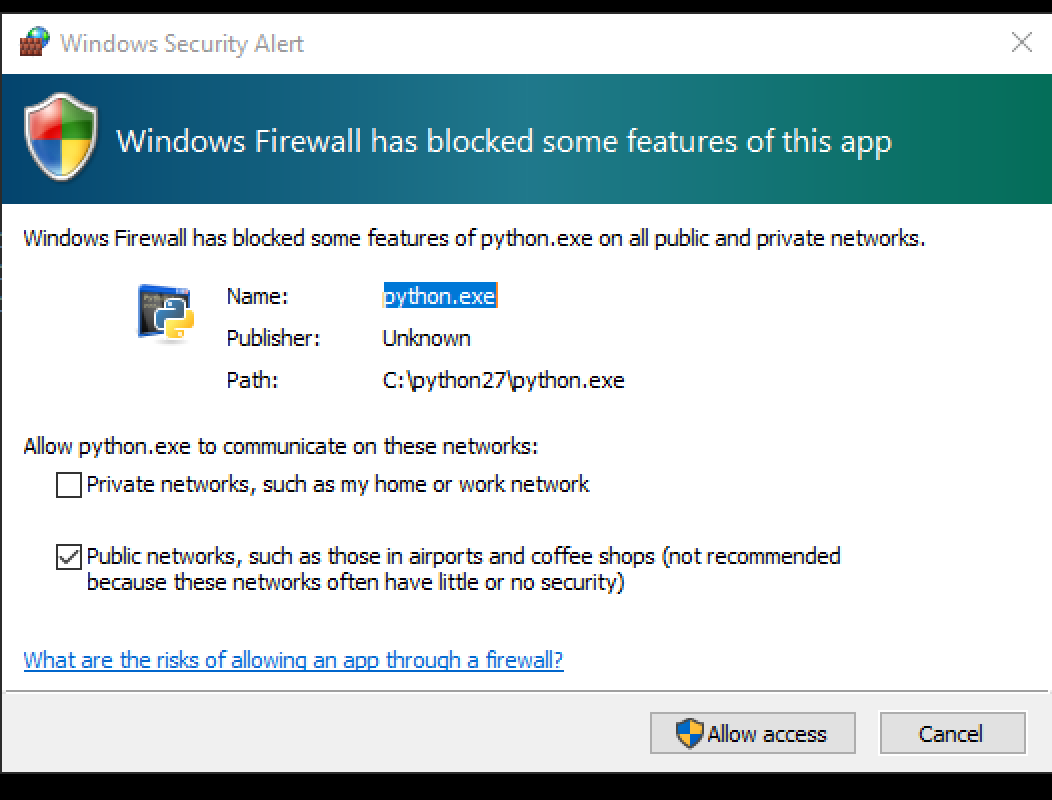 Windows Security Alert
Windows Firewall has blocked some features of this app
Windows Firewall has blocked some features of python.exe on all public and private networks.
Name: python.exe
Publisher: Unknown
Path: C:\python27\python.exe
Allow python.exe to communicate on these networks:
Private networks, such as my home or work network
Public networks, such as those in airports and coffee shops (not recommended
because these networks often have little or no security)
What are the risks of allowing an app through a firewall?
Allow access Cancel